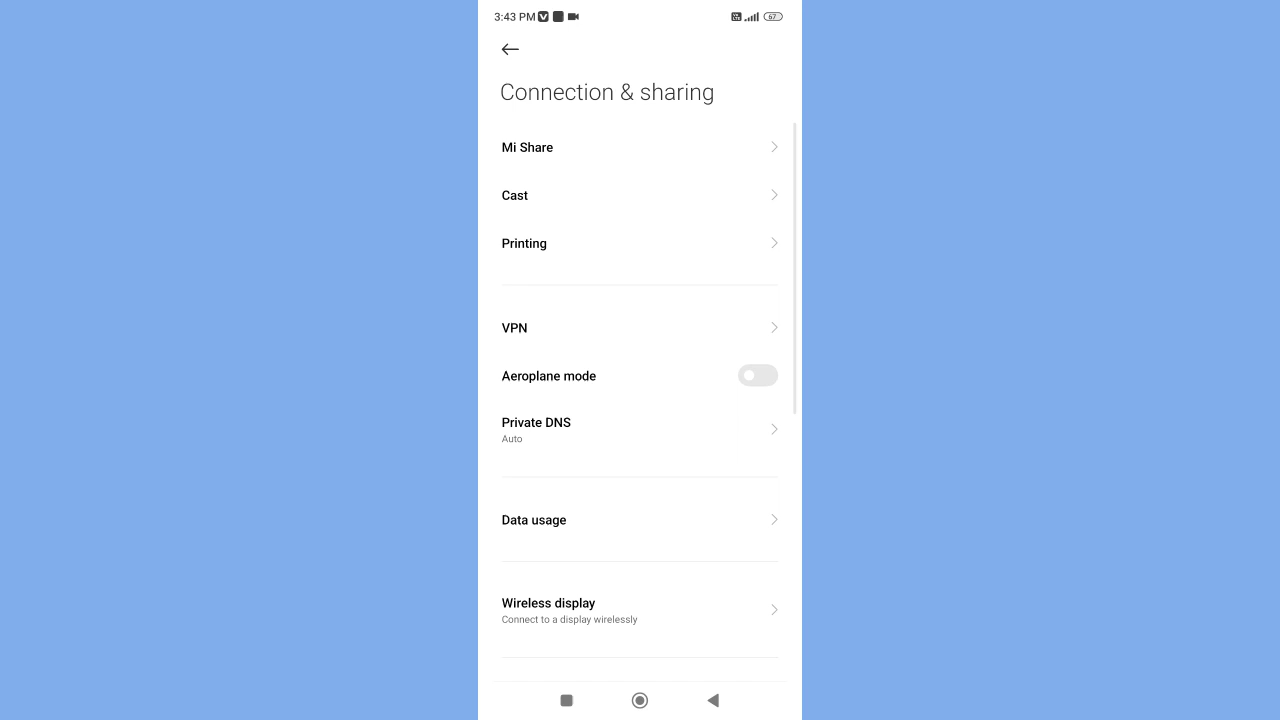 3:43 PM
67
Connection & sharing
Mi Share
Cast
Printing
VPN
Aeroplane mode
Private DNS
Auto
Data usage
Wireless display
Connect to a display wirelessly